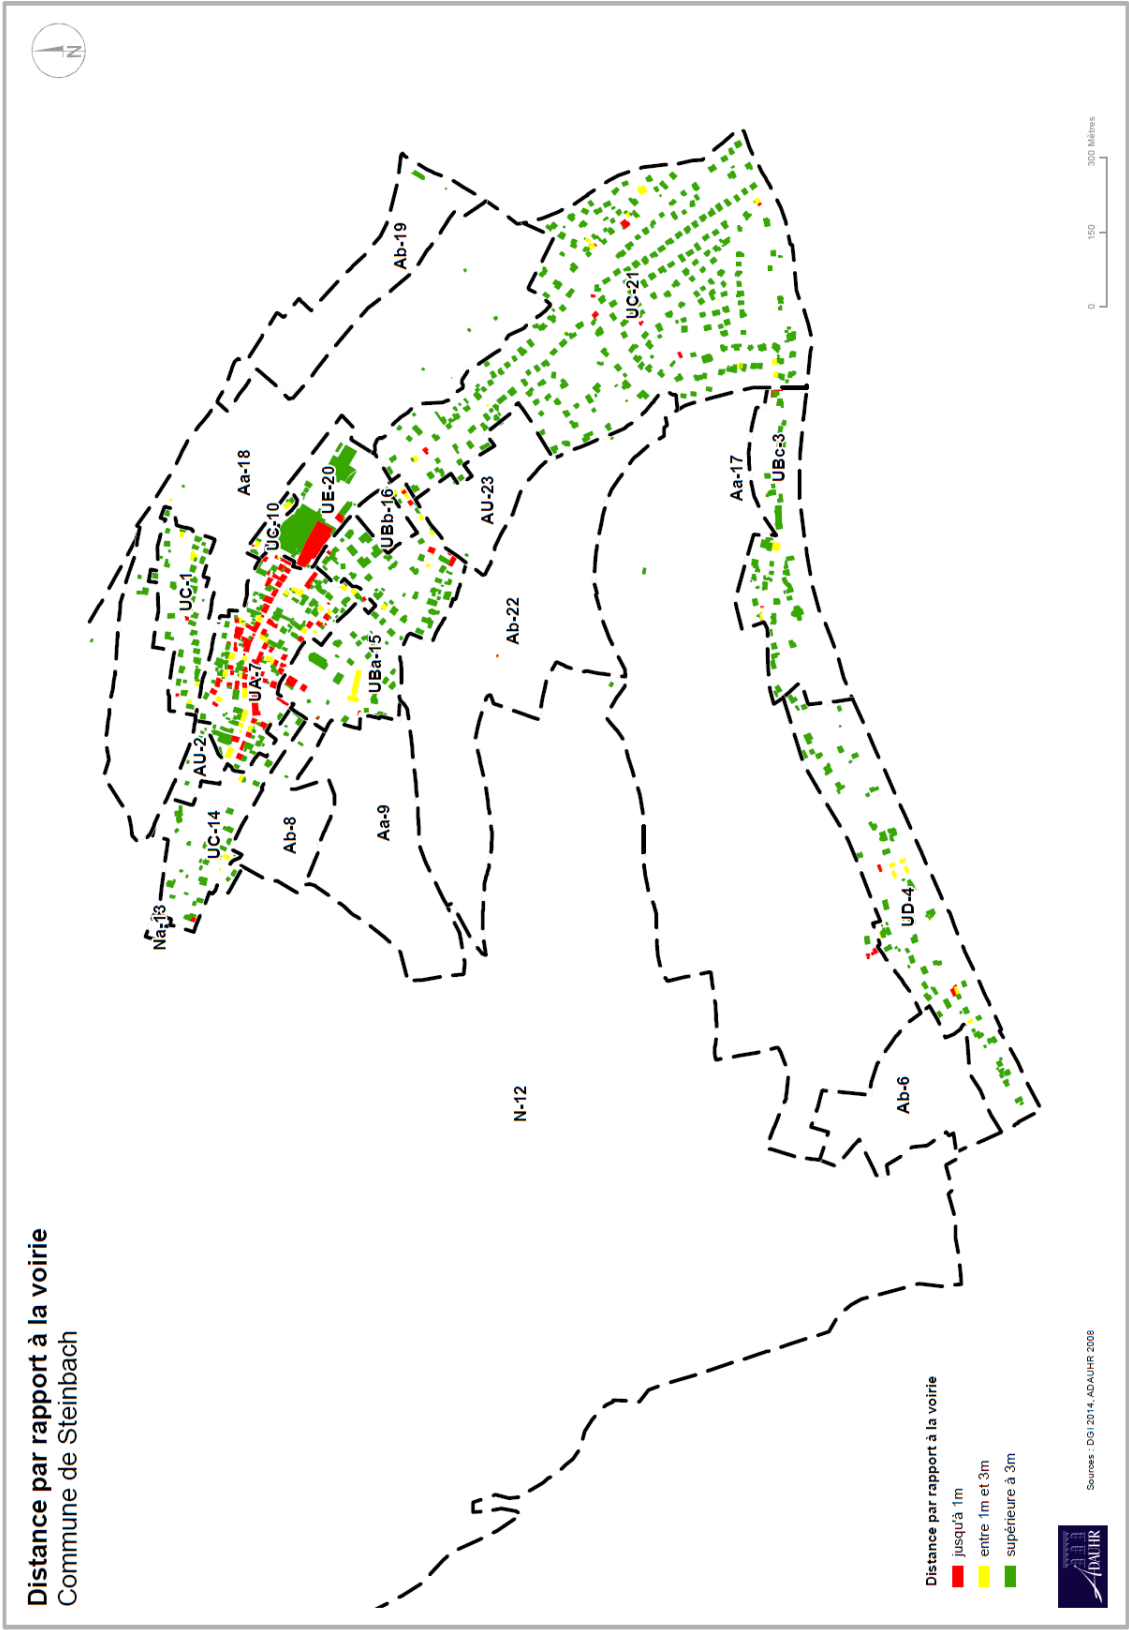 Distance par rapport à la voirie
Commune de Steinbach
N
Na-13
UC-14
AU-2
UC-1
Aa-18
Ab-19
UA-7
UC-10
UE-20
Ab-8
Aa-9
UBa-15
UBb-16
AU-23
Ab-22
UC-21
N-12
Aa-17
UBc-3
UD-4
Ab-6
Distance par rapport à la voirie
jusqu'à 1m
entre 1m et 3m
supérieure à 3m
ADAUHR
Sources : DGI 2014, ADAUHR 2008
0 150 300 Mètres